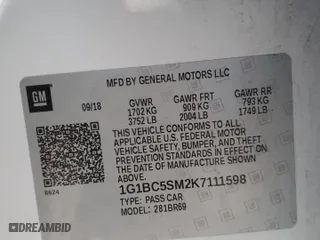 MFD BY GENERAL MOTORS LLC
GM
09/18 GVWR GAWR FRT GAWR RR
1702 KG 909 KG 793 KG
3752 LB 2004 LB 1749 LB
THIS VEHICLE CONFORMS TO ALL
APPLICABLE U.S. FEDERAL MOTOR
VEHICLE SAFETY, BUMPER, AND THEFT
PREVENTION STANDARDS IN EFFECT ON
THE DATE OF MANUFACTURE SHOWN ABOVE.
1G1BC5SM2K7111598
TYPE: PASS CAR
MODEL: 281BR69
0624
DREAMBID